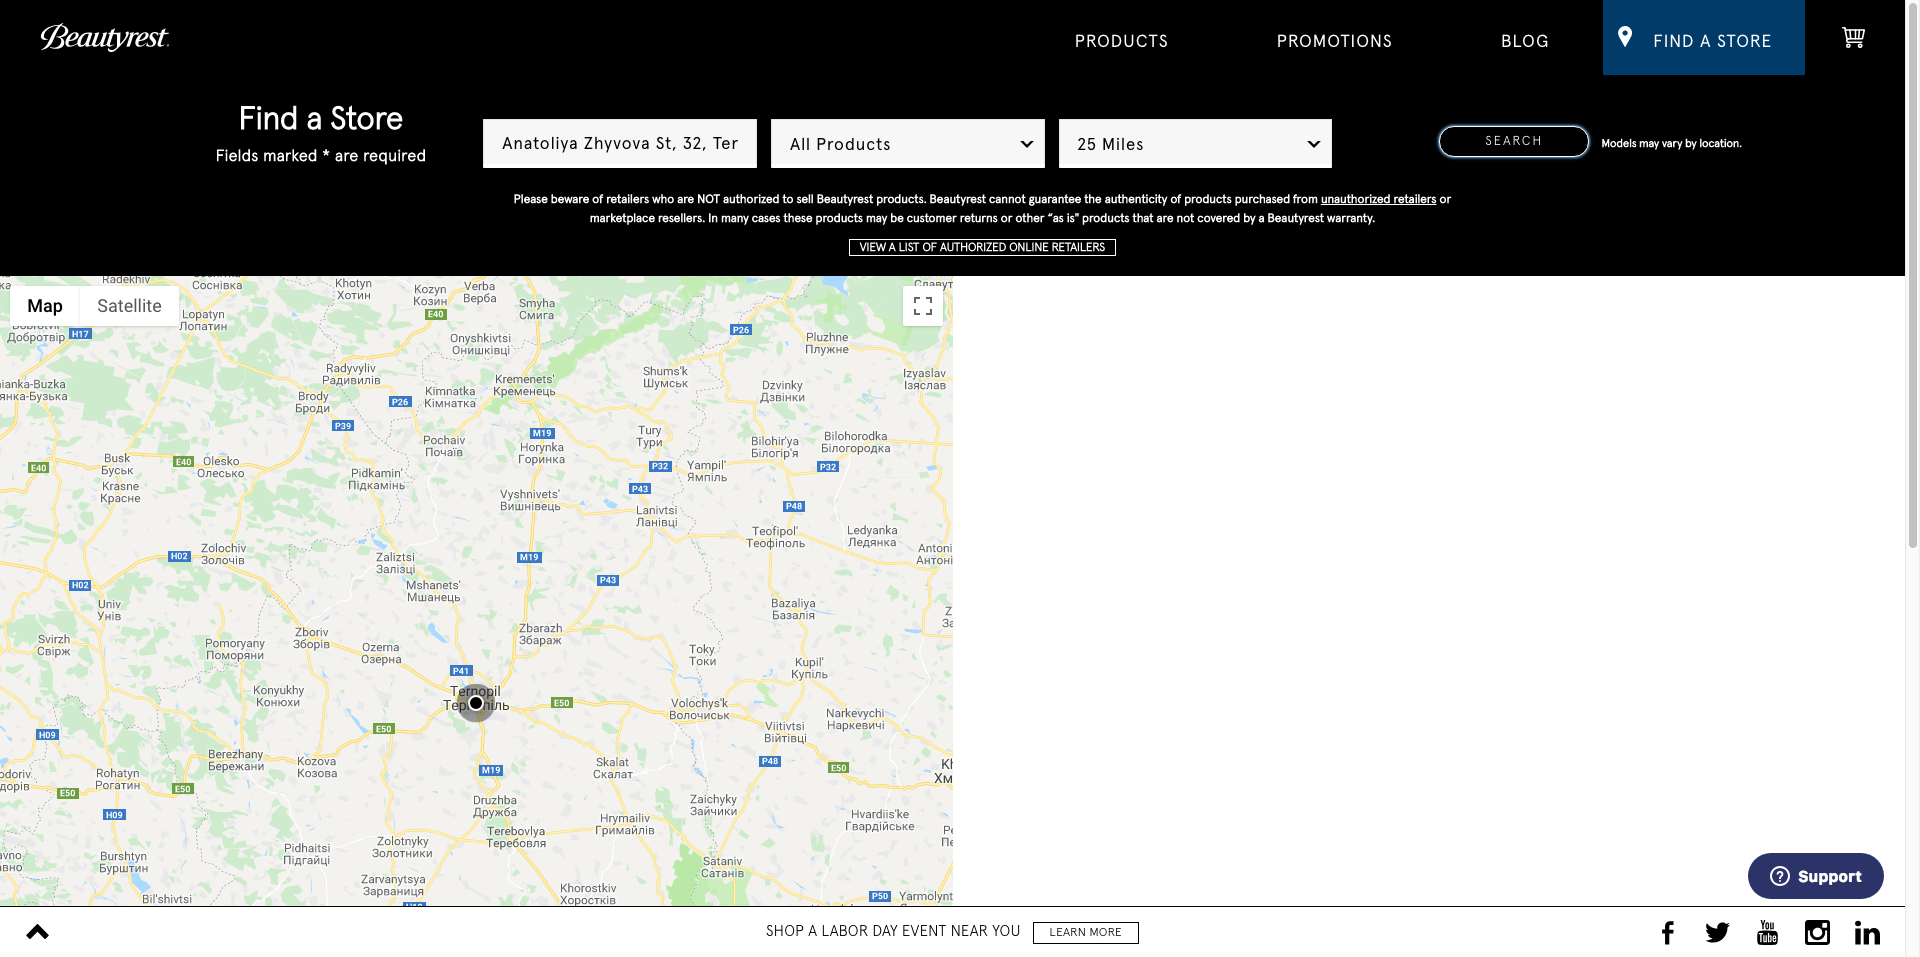 Beautyrest
PRODUCTS
PROMOTIONS
BLOG
FIND A STORE
Find a Store
Fields marked * are required
Anatoliya Zhyvova St, 32, Ter
All Products
25 Miles
SEARCH
Models may vary by location.
Please beware of retailers who are NOT authorized to sell Beautyrest products. Beautyrest cannot guarantee the authenticity of products purchased from unauthorized retailers or
marketplace resellers. In many cases these products may be customer returns or other “as is" products that are not covered by a Beautyrest warranty.
VIEW A LIST OF AUTHORIZED ONLINE RETAILERS
Map
Satellite
Radekhiv
Соснівка
Khotyn
Хотин
Kozyn
Козин
Verba
Верба
E40
Smyha
Смига
Lopatyn
Лопатин
Добротвір
H17
P26
Onyshkivtsi
Онишківці
Pluzhne
Плужне
Radyvyliv
Радивилів
Kremenets'
Кременець
Shums'k
Шумськ
Izyaslav
Ізяслав
Dzvinky
Дзвінки
Kimnatka
Кімнатка
Brody
Броди
P26
P39
M19
Pochaiv
Почаїв
Horynka
Горинка
Tury
Тури
Bilohir'ya
Білогір'я
Bilohorodka
Білогородка
E40
Busk
Буськ
E40
Olesko
Олесько
Krasne
Красне
Pidkamin'
Підкамінь
P32
Yampil'
Ямпіль
P32
P43
Vyshnivets'
Вишнівець
P48
Lanivtsi
Ланівці
Teofipol'
Теофіполь
Ledyanka
Ледянка
H02
Zolochiv
Золочів
Zaliztsi
Залізці
M19
H02
P43
Mshanets'
Мшанець
Univ
Унів
Bazaliya
Базалія
Svirzh
Свірж
Pomoryany
Поморяни
Zboriv
Зборів
Zbarazh
Збараж
Ozerna
Озерна
Toky
Токи
Kupil'
Купіль
P41
Ternopil
Konyukhy
Конюхи
E50
Volochys'k
Волочиськ
Narkevychi
Наркевичі
E50
H09
Viitivtsi
Війтівці
Berezhany
Бережани
Kozova
Козова
Skalat
Скалат
P48
E50
M19
Rohatyn
Рогатин
E50
E50
H09
Druzhba
Дружба
Zaichyky
Зайчики
Hrymailiv
Гримайлів
Hvardiis'ke
Гвардійське
Terebovlya
Теребовля
Pidhaitsi
Підгайці
Zolotnyky
Золотники
Burshtyn
Бурштин
Sataniv
Сатанів
Zarvanytsya
Зарваниця
Khorostkiv
Хоростків
Bil'shivtsi
P50
Yarmolynt
Support
SHOP A LABOR DAY EVENT NEAR YOU
LEARN MORE
You
Tube
in